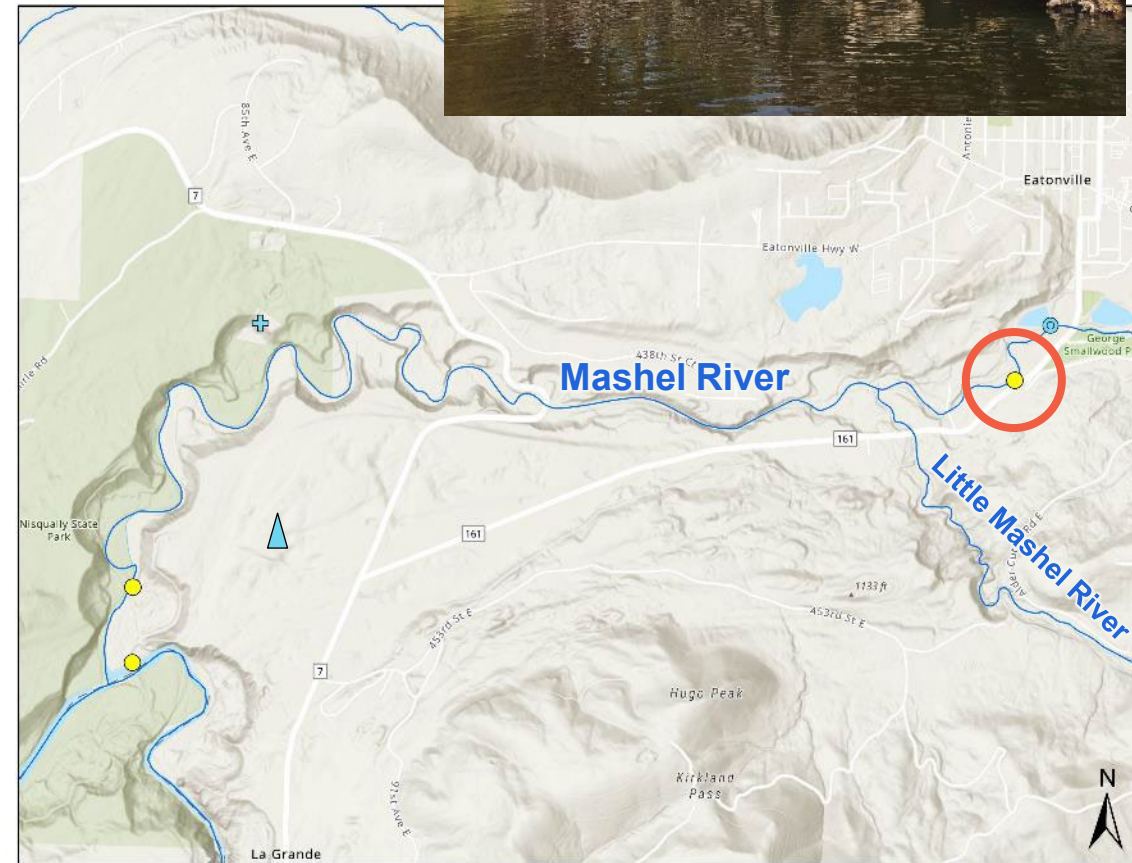 85th Ave E
Antonie
Eatonville
7
Eatonville Hwy W
George
Smallwood P
438th St Ct
Mashel River
161
Little Mashel River
Rd E
Nisqually State
Park
161
1133 ft
453rd St E
453rd St E
7
Hugo Peak
Kirkland
Pass
91st Ave E
N
La Grande